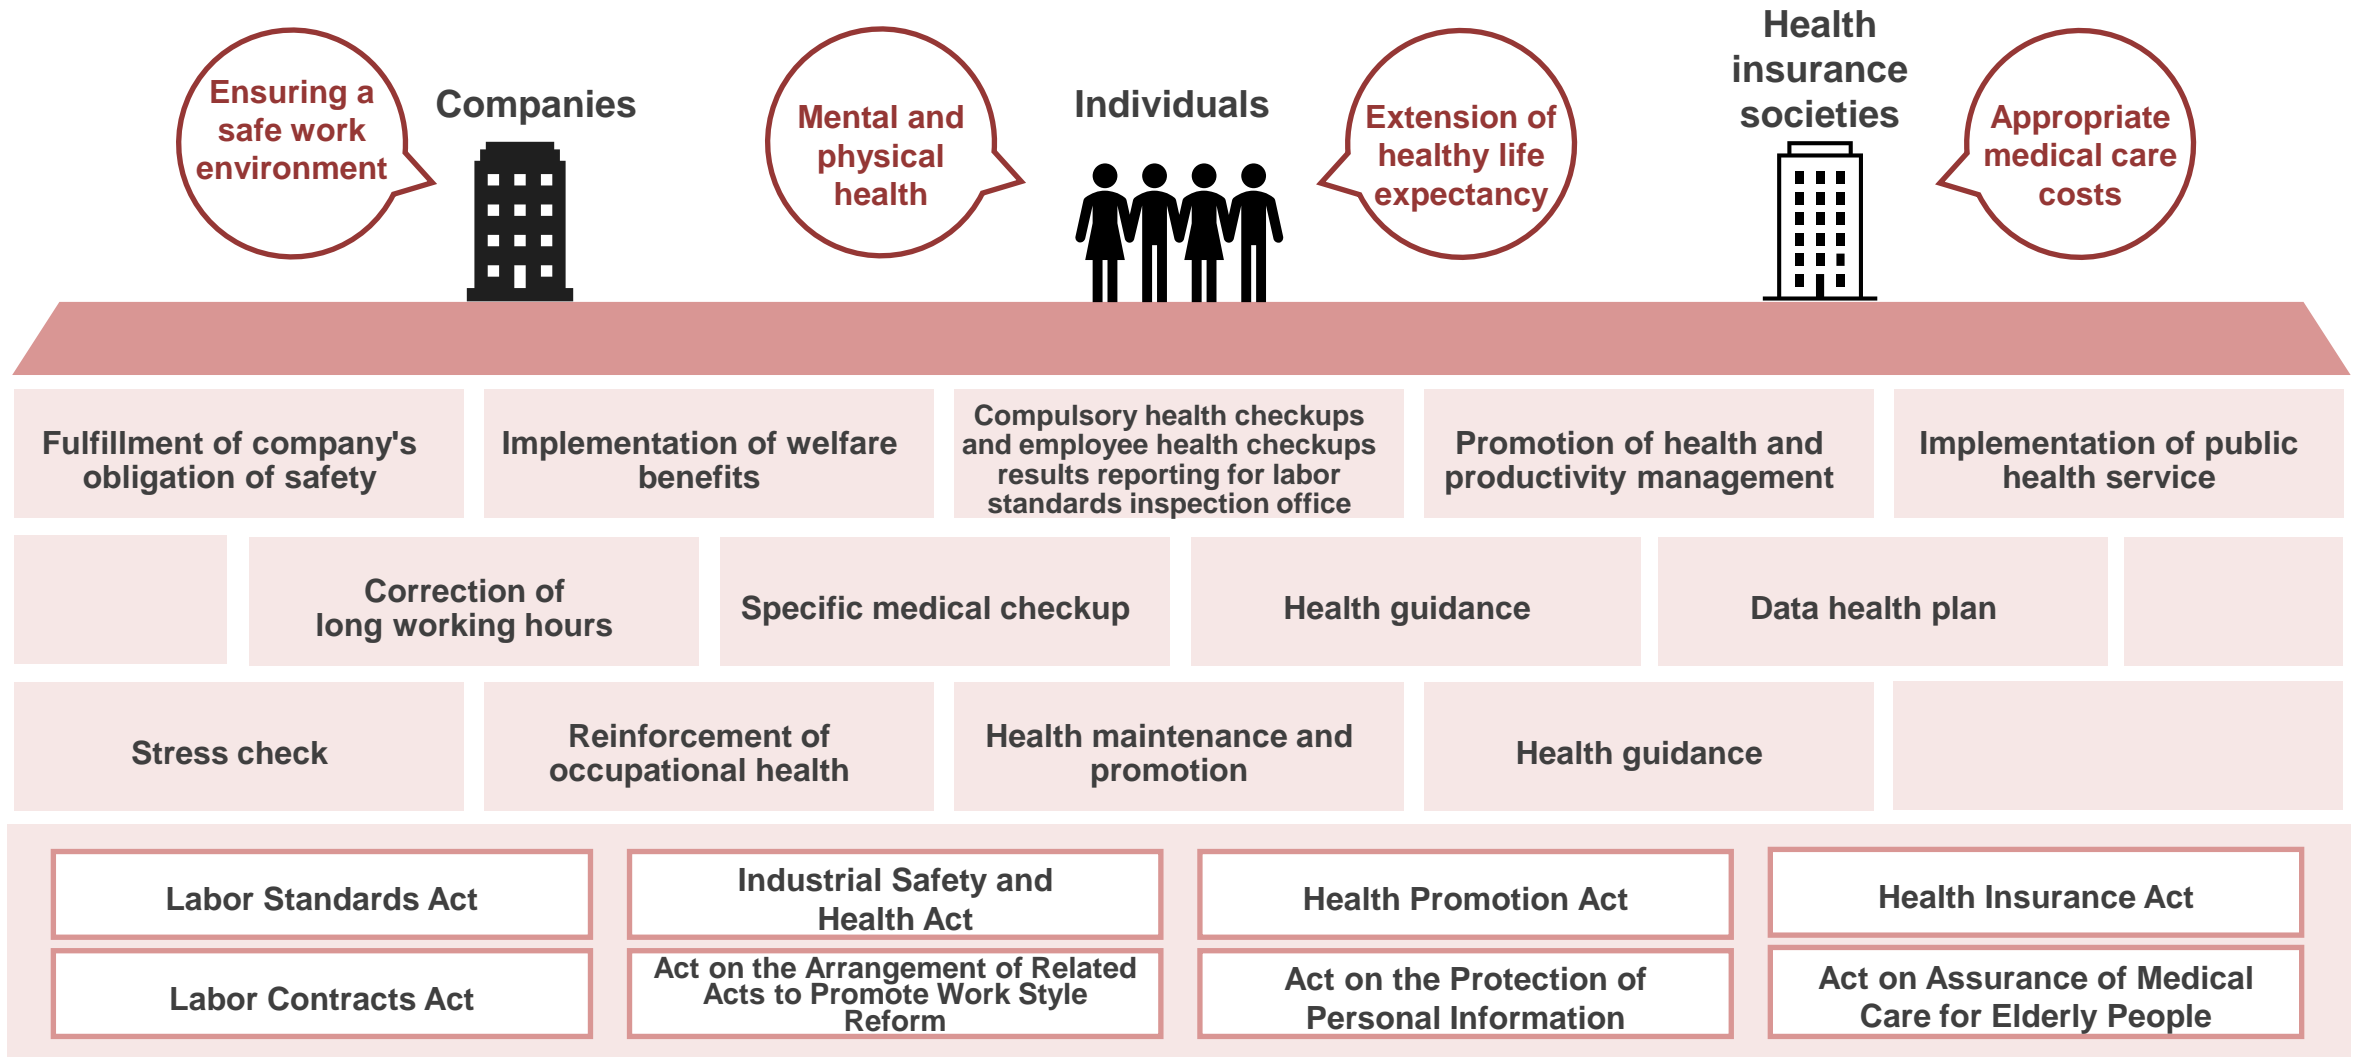 Ensuring a
safe work
environment
Companies
Mental and
physical
health
Individuals
Extension of
healthy life
expectancy
Health
insurance
societies
Appropriate
medical care
costs
Fulfillment of company's
obligation of safety
Implementation of welfare
benefits
Compulsory health checkups
and employee health checkups
results reporting for labor
standards inspection office
Promotion of health and
productivity management
Implementation of public
health service
Correction of
long working hours
Specific medical checkup
Health guidance
Data health plan
Stress check
Reinforcement of
occupational health
Health maintenance and
promotion
Health guidance
Labor Standards Act
Industrial Safety and
Health Act
Health Promotion Act
Health Insurance Act
Labor Contracts Act
Act on the Arrangement of Related
Acts to Promote Work Style
Reform
Act on the Protection of
Personal Information
Act on Assurance of Medical
Care for Elderly People